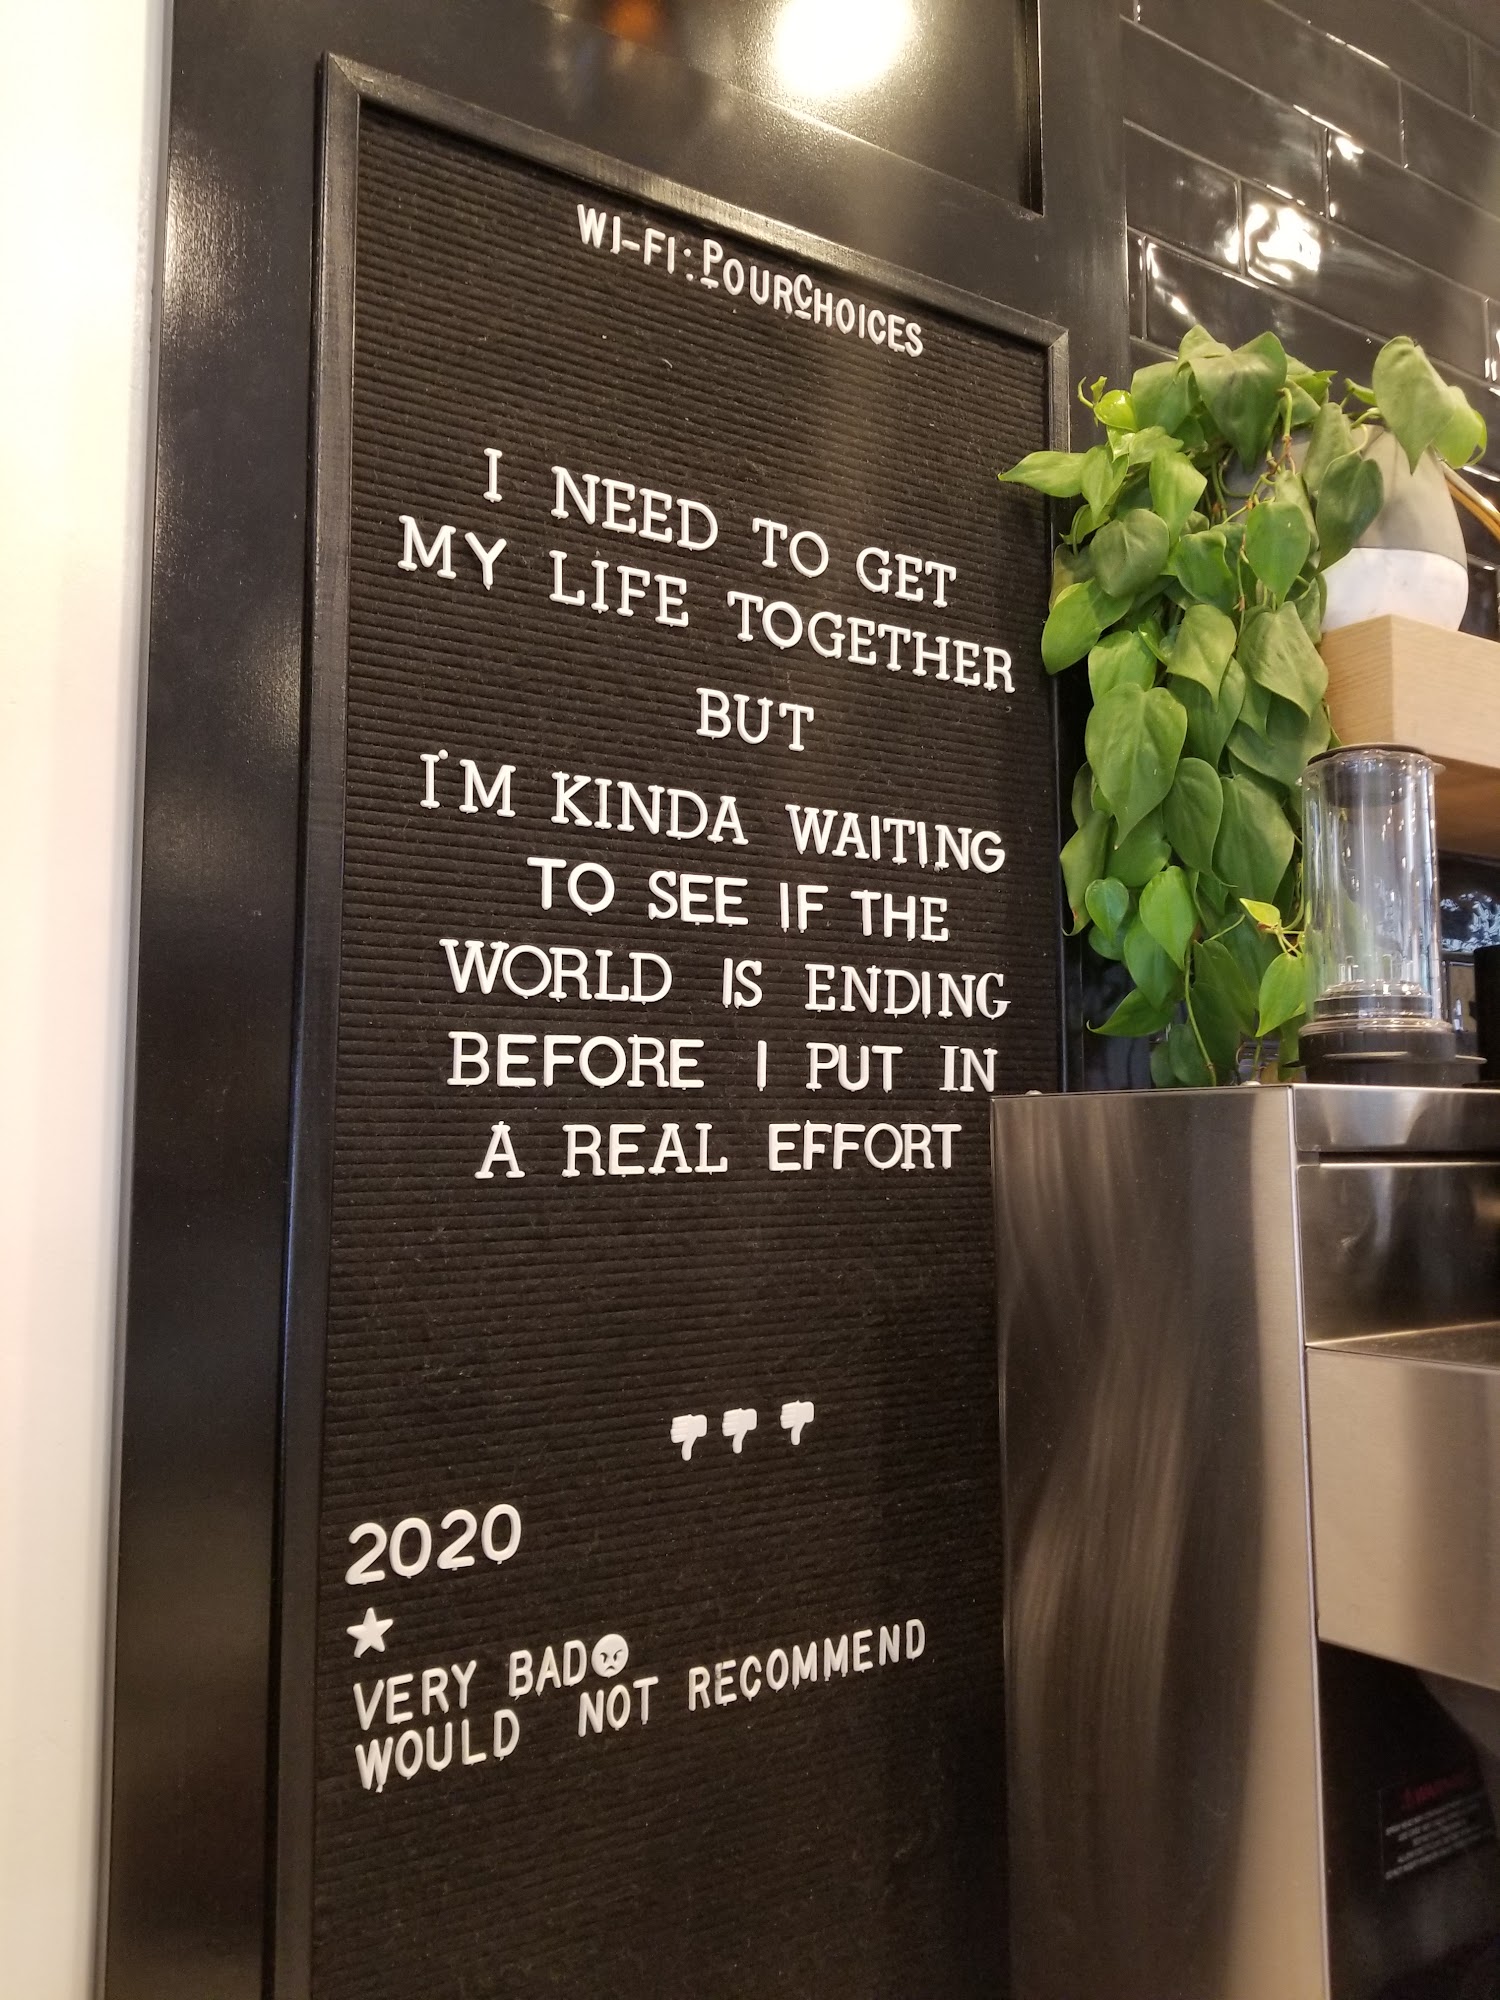 WI-FI: POURCHOICES
I NEED TO GET
MY LIFE TOGETHER
BUT
I'M KINDA WAITING
TO SEE IF THE
WORLD IS ENDING
BEFORE I PUT IN
A REAL EFFORT
👎👎👎
2020
★
VERY BAD😠
WOULD NOT RECOMMEND
WARNING